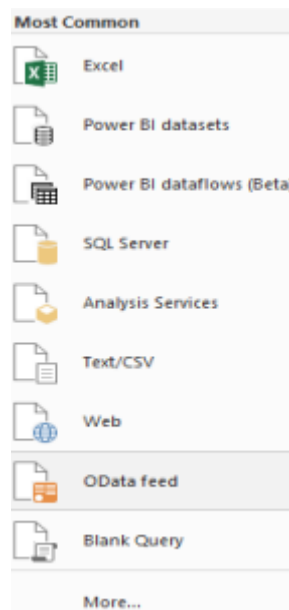 Most Common
Excel
Power BI datasets
Power BI dataflows (Beta
SQL Server
Analysis Services
Text/CSV
Web
OData feed
Blank Query
More...